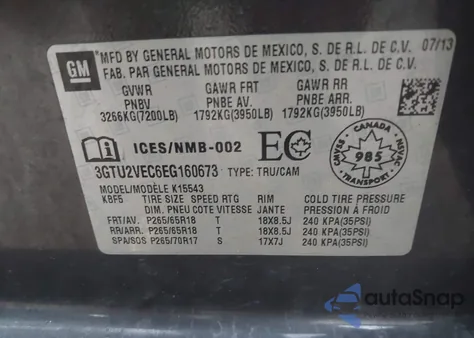 GM
MFD BY GENERAL MOTORS DE MEXICO, S. DE R.L. DE C.V. 07/13
FAB. PAR GENERAL MOTORS DE MEXICO, S. DE R.L. DE C.V.
GVWR GAWR FRT GAWR RR
PNBV PNBE AV. PNBE ARR.
3266KG(7200LB) 1792KG(3950LB) 1792KG(3950LB)
ICES/NMB-002 EC
CANADA
CMVSS 985 NSVAC
TRANSPORT
3GTU2VEC6EG160673 TYPE: TRU/CAM
MODEL/MODÈLE K15543
KBF5 TIRE SIZE SPEED RTG RIM COLD TIRE PRESSURE
DIM. PNEU COTE VITESSE JANTE PRESSION À FROID
FRT/AV. P265/65R18 T 18X8.5J 240 KPA(35PSI)
RR/ARR. P265/65R18 T 18X8.5J 240 KPA(35PSI)
SPA/SOS P265/70R17 S 17X7J 240 KPA(35PSI)
autoSnap